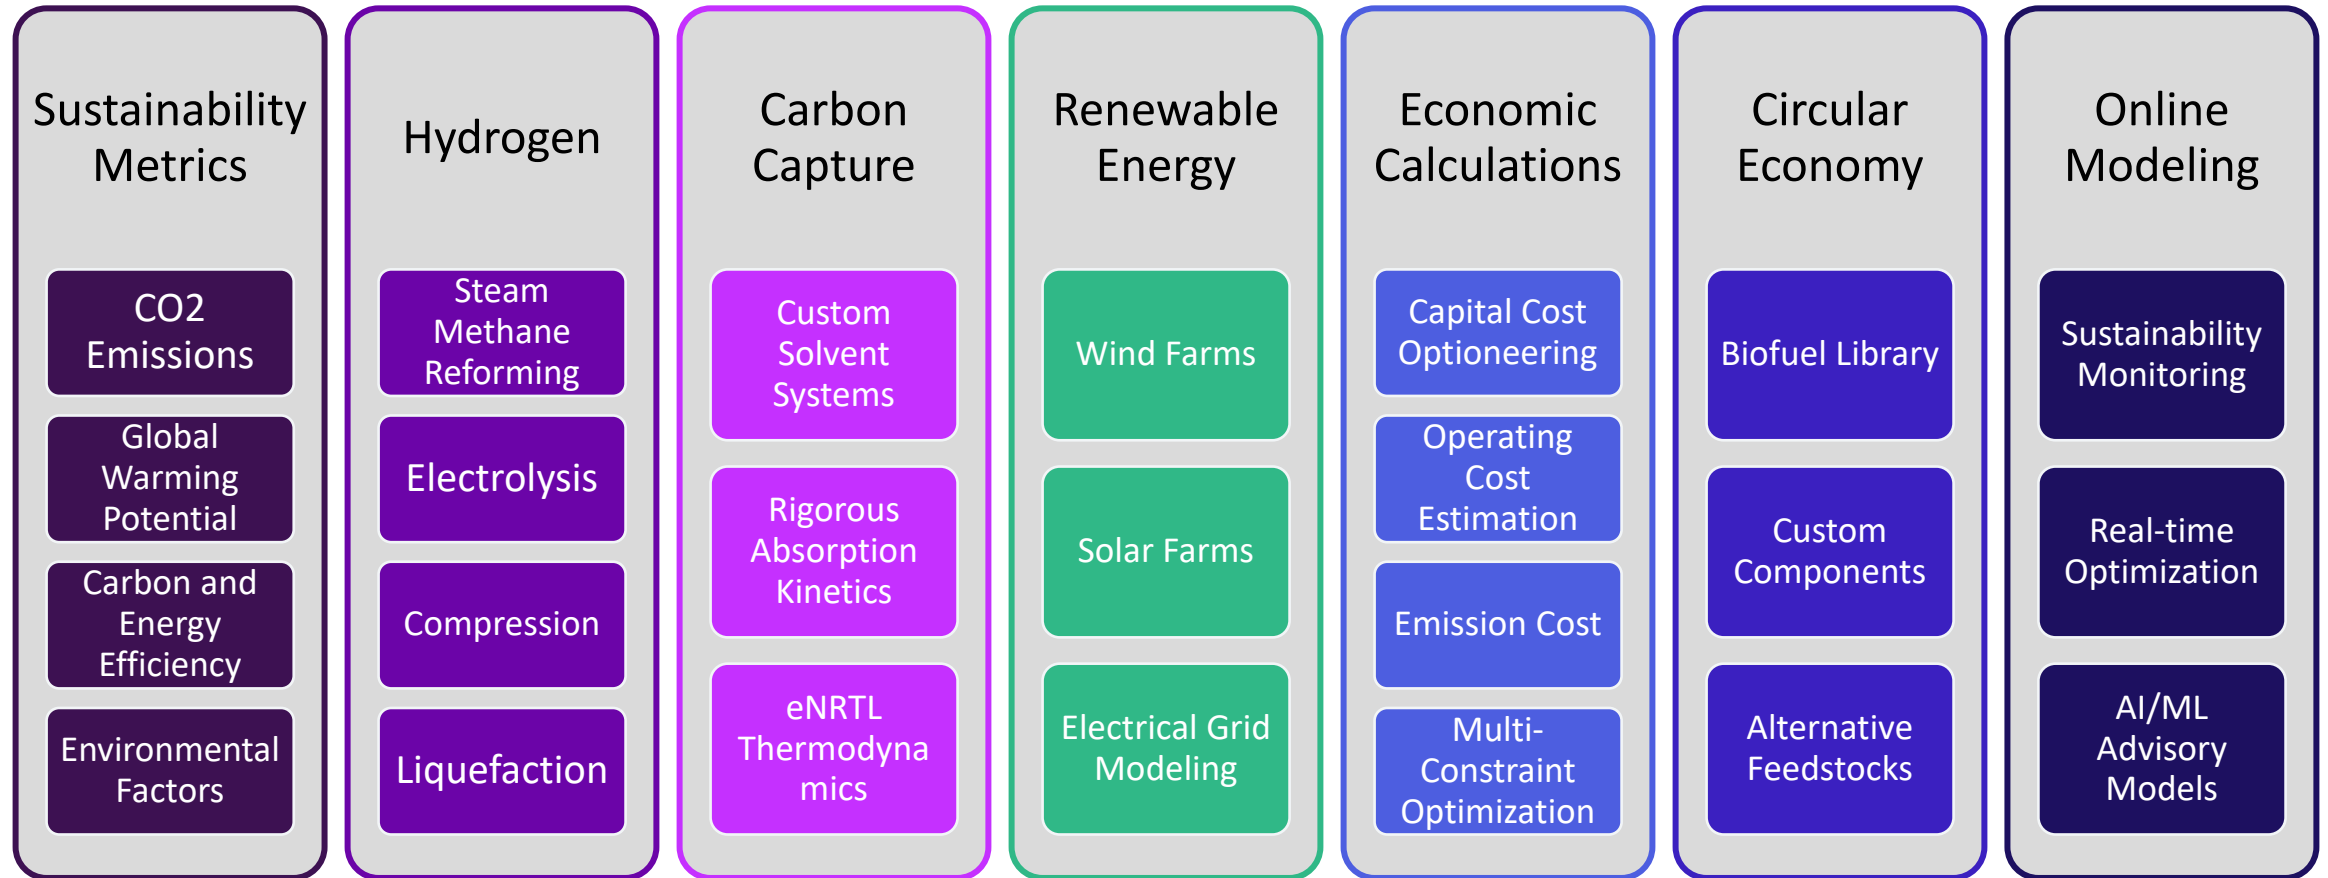 Sustainability
Metrics
CO2
Emissions
Global
Warming
Potential
Carbon and
Energy
Efficiency
Environmental
Factors
Hydrogen
Steam
Methane
Reforming
Electrolysis
Compression
Liquefaction
Carbon
Capture
Custom
Solvent
Systems
Rigorous
Absorption
Kinetics
eNRTL
Thermodyna
mics
Renewable
Energy
Wind Farms
Solar Farms
Electrical Grid
Modeling
Economic
Calculations
Capital Cost
Optioneering
Operating
Cost
Estimation
Emission Cost
Multi-
Constraint
Optimization
Circular
Economy
Biofuel Library
Custom
Components
Alternative
Feedstocks
Online
Modeling
Sustainability
Monitoring
Real-time
Optimization
AI/ML
Advisory
Models